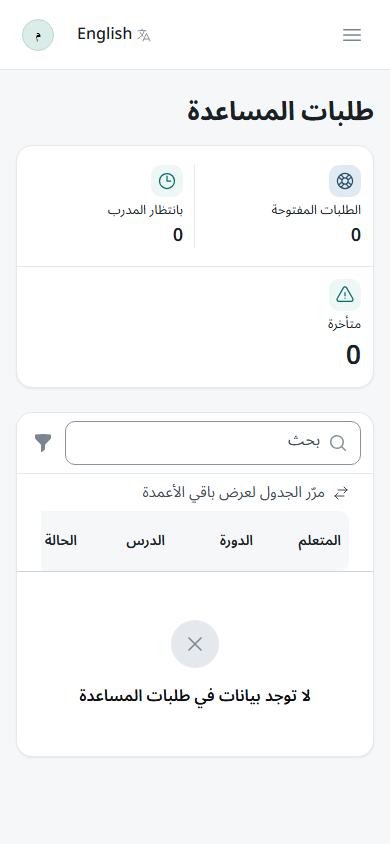 م
English
طلبات المساعدة
الطلبات المفتوحة
0
بانتظار المدرب
0
متأخرة
0
بحث
مرّر الجدول لعرض باقي الأعمدة
المتعلم الدورة الدرس الحالة
لا توجد بيانات في طلبات المساعدة